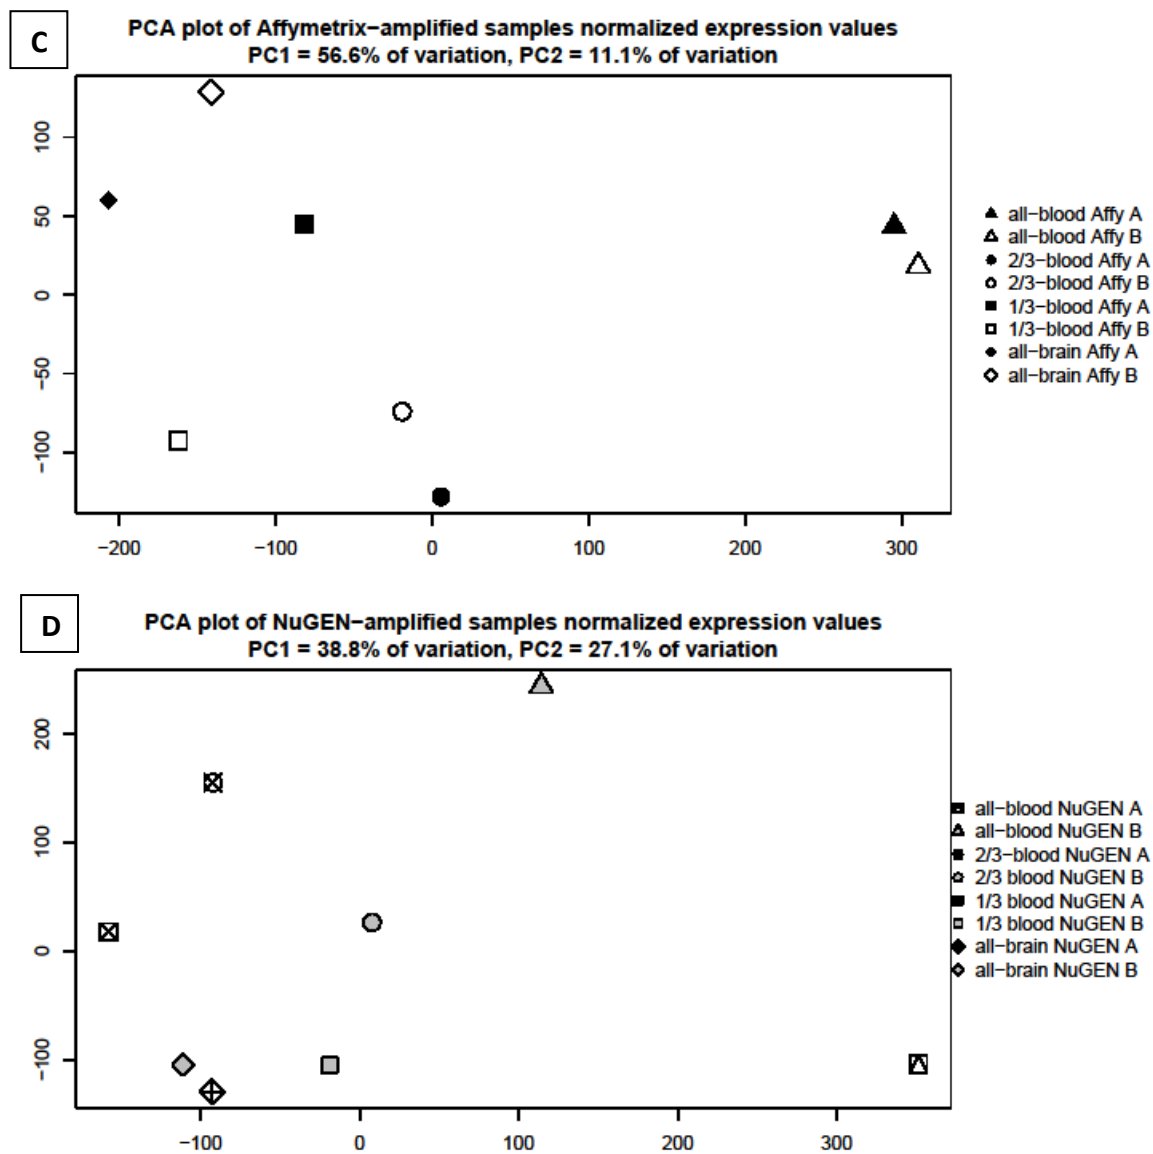 C
PCA plot of Affymetrix−amplified samples normalized expression values
PC1 = 56.6% of variation, PC2 = 11.1% of variation
100
50
0
−50
−100
−200 −100 0 100 200 300
all−blood Affy A
all−blood Affy B
2/3−blood Affy A
2/3−blood Affy B
1/3−blood Affy A
1/3−blood Affy B
all−brain Affy A
all−brain Affy B
D
PCA plot of NuGEN−amplified samples normalized expression values
PC1 = 38.8% of variation, PC2 = 27.1% of variation
200
100
0
−100
−100 0 100 200 300
all−blood NuGEN A
all−blood NuGEN B
2/3−blood NuGEN A
2/3 blood NuGEN B
1/3 blood NuGEN A
1/3 blood NuGEN B
all−brain NuGEN A
all−brain NuGEN B